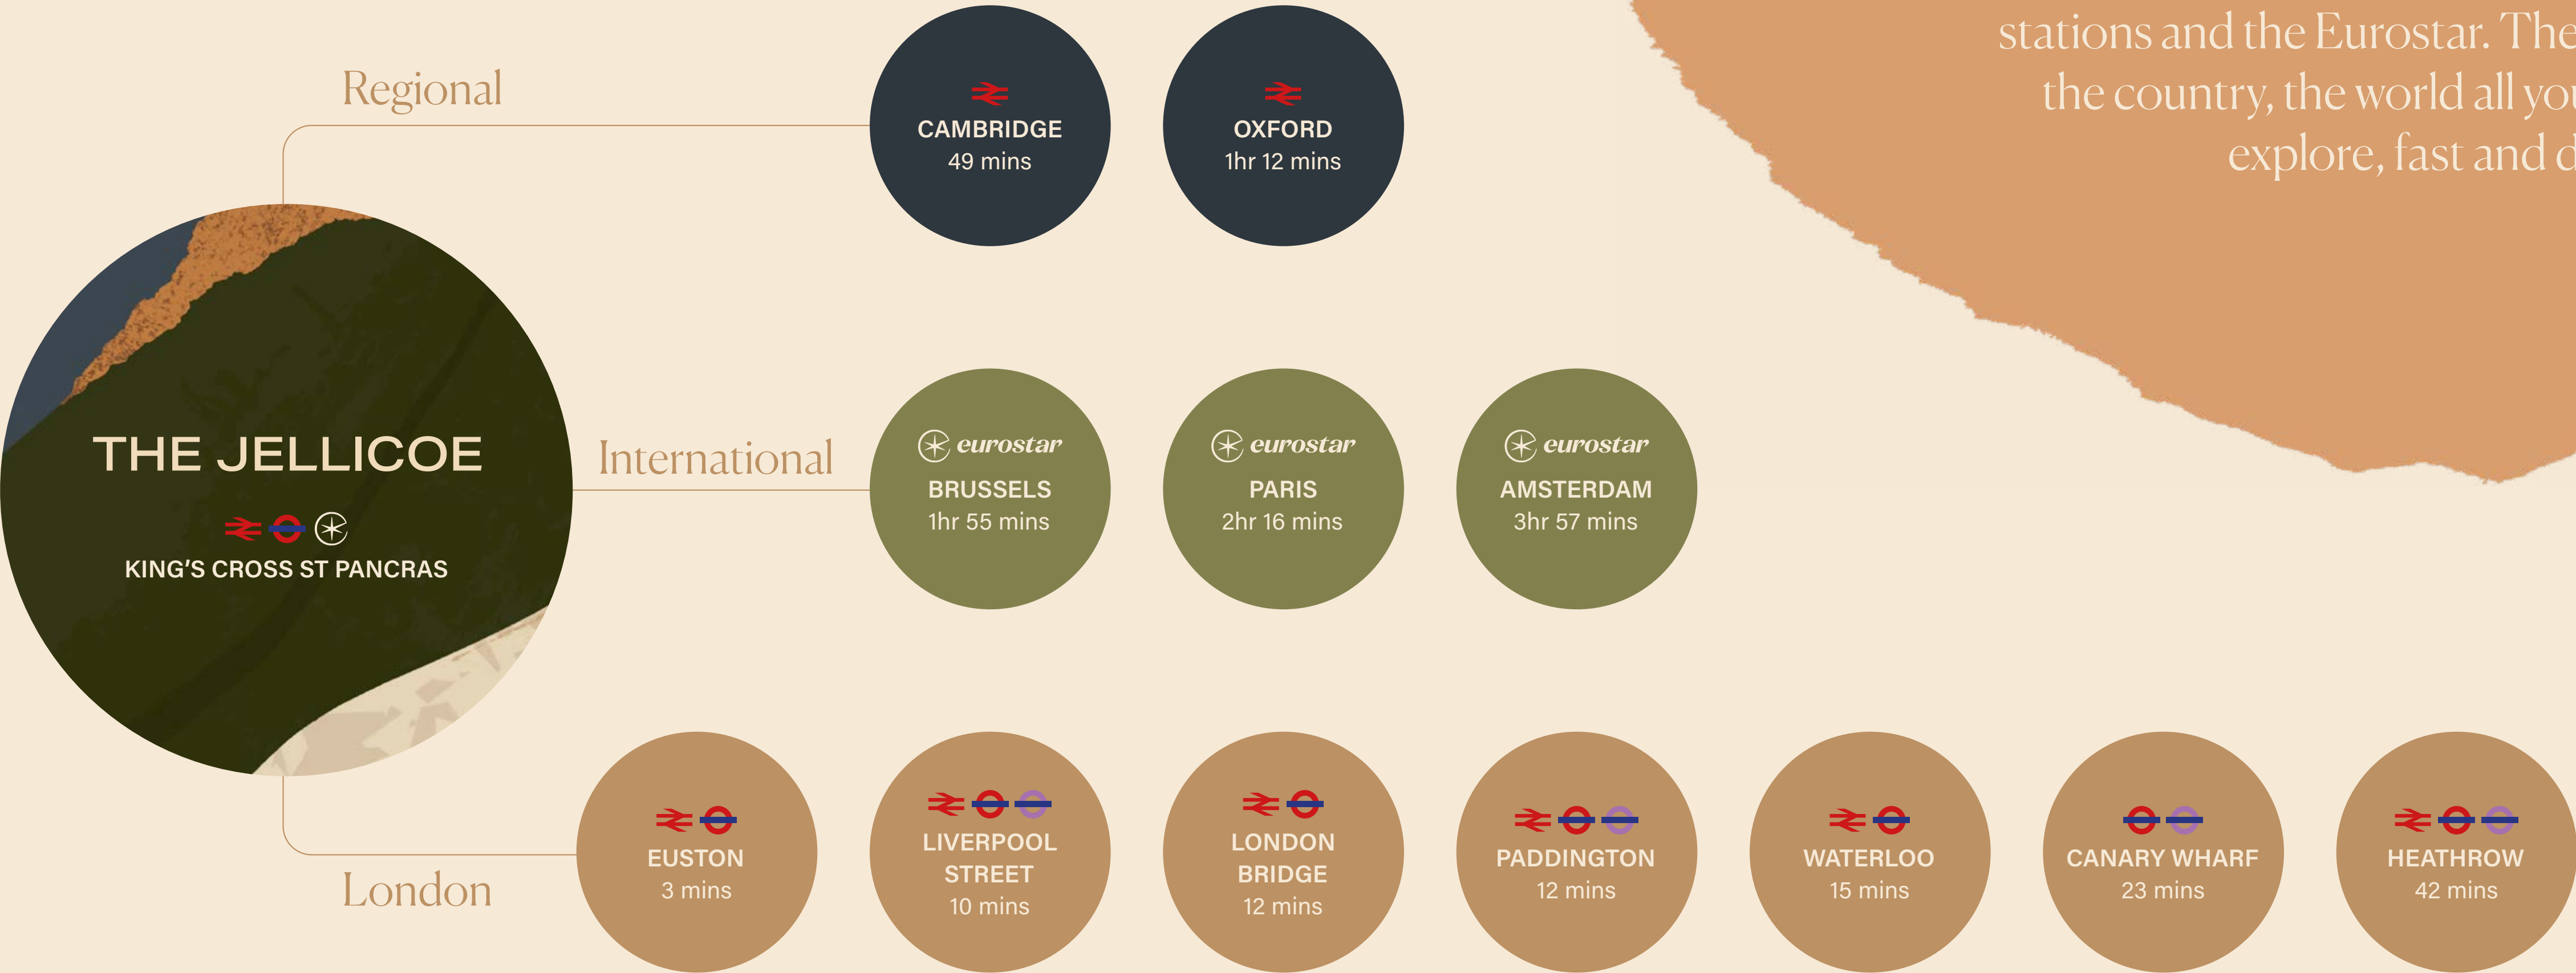 Regional
CAMBRIDGE
49 mins
OXFORD
1hr 12 mins
stations and the Eurostar. The
the country, the world all
explore, fast and
THE JELLICOE
KING'S CROSS ST PANCRAS
International
eurostar
BRUSSELS
1hr 55 mins
eurostar
PARIS
2hr 16 mins
eurostar
AMSTERDAM
3hr 57 mins
London
EUSTON
3 mins
LIVERPOOL
STREET
10 mins
LONDON
BRIDGE
12 mins
PADDINGTON
12 mins
WATERLOO
15 mins
CANARY WHARF
23 mins
HEATHROW
42 mins